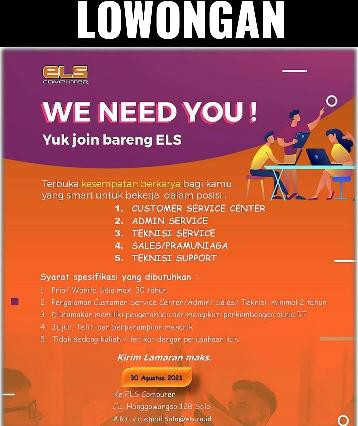 LOWONGAN
ELS
COMPUTER
WE NEED YOU !
Yuk join bareng ELS
Terbuka kesempatan berkarya bagi kamu
yang smart untuk bekerja dalam posisi :
1. CUSTOMER SERVICE CENTER
2. ADMIN SERVICE
3. TEKNISI SERVICE
4. SALES/PRAMUNIAGA
5. TEKNISI SUPPORT
Syarat spesifikasi yang dibutuhkan :
1. Pria/ Wanita Usia max. 30 tahun
2. Pengalaman Customer Service Center/Admin/ Sales/ Teknisi minimal 2 tahun
3. Diutamakan memiliki pengetahuan dan mengikuti perkembangan dunia IT
4. Jujur, Teliti dan berpenampilan menarik
5. Tidak sedang kuliah / terikat dengan perusahaan lain
Kirim Lamaran maks.
30 Agustus 2021
Ke ELS Computer
JL. Honggowongso 128 Solo
Atau via email Solo@els.co.id